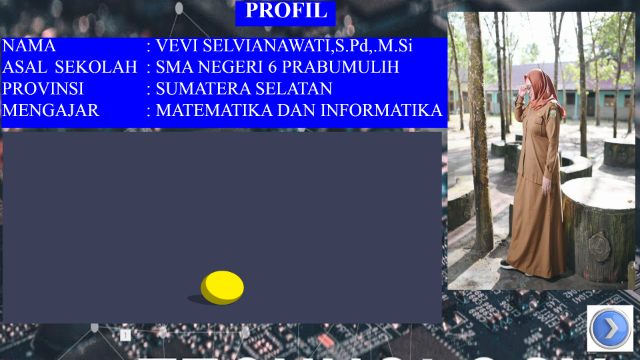 PROFIL
NAMA : VEVI SELVIANAWATI,S.Pd,.M.Si
ASAL SEKOLAH : SMA NEGERI 6 PRABUMULIH
PROVINSI : SUMATERA SELATAN
MENGAJAR : MATEMATIKA DAN INFORMATIKA